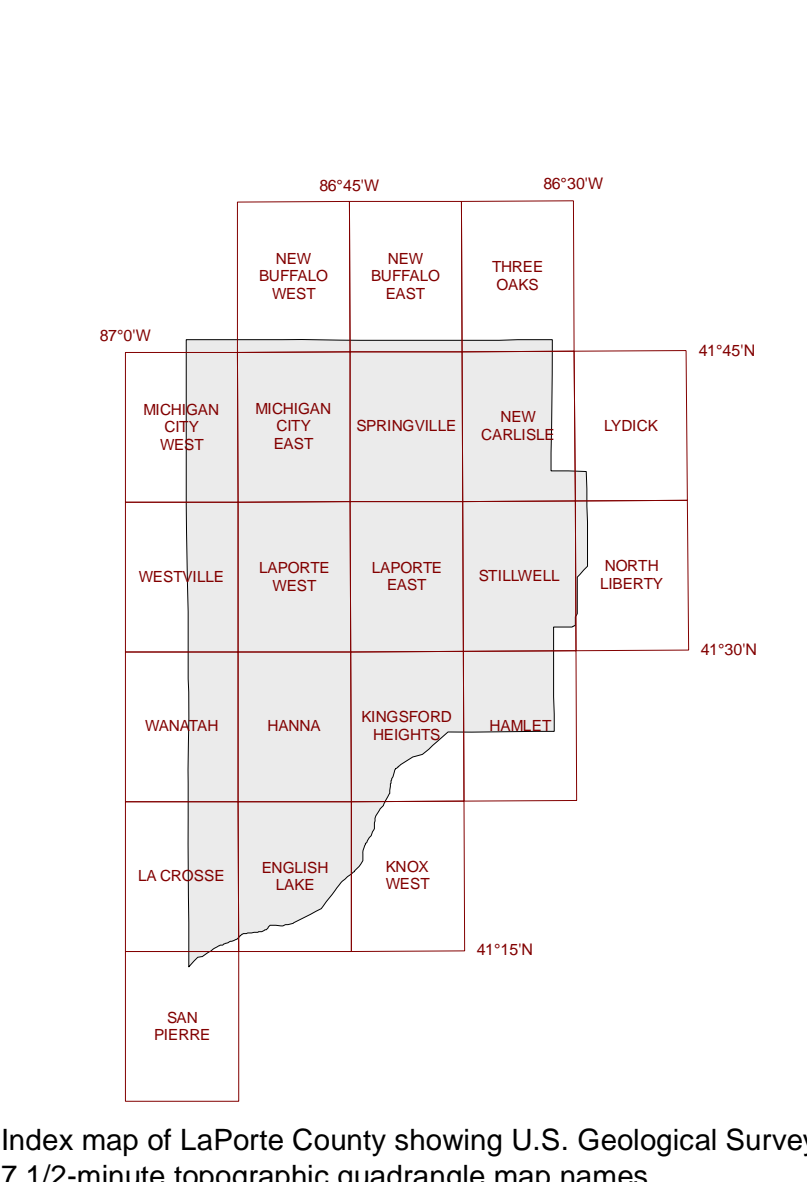 86°45'W
86°30'W
NEW
BUFFALO
WEST
NEW
BUFFALO
EAST
THREE
OAKS
87°0'W
41°45'N
MICHIGAN
CITY
WEST
MICHIGAN
CITY
EAST
SPRINGVILLE
NEW
CARLISLE
LYDICK
WESTVILLE
LAPORTE
WEST
LAPORTE
EAST
STILLWELL
NORTH
LIBERTY
41°30'N
WANATAH
HANNA
KINGSFORD
HEIGHTS
HAMLET
LA CROSSE
ENGLISH
LAKE
KNOX
WEST
41°15'N
SAN
PIERRE
Index map of LaPorte County showing U.S. Geological Survey
7 1/2-minute topographic quadrangle map names